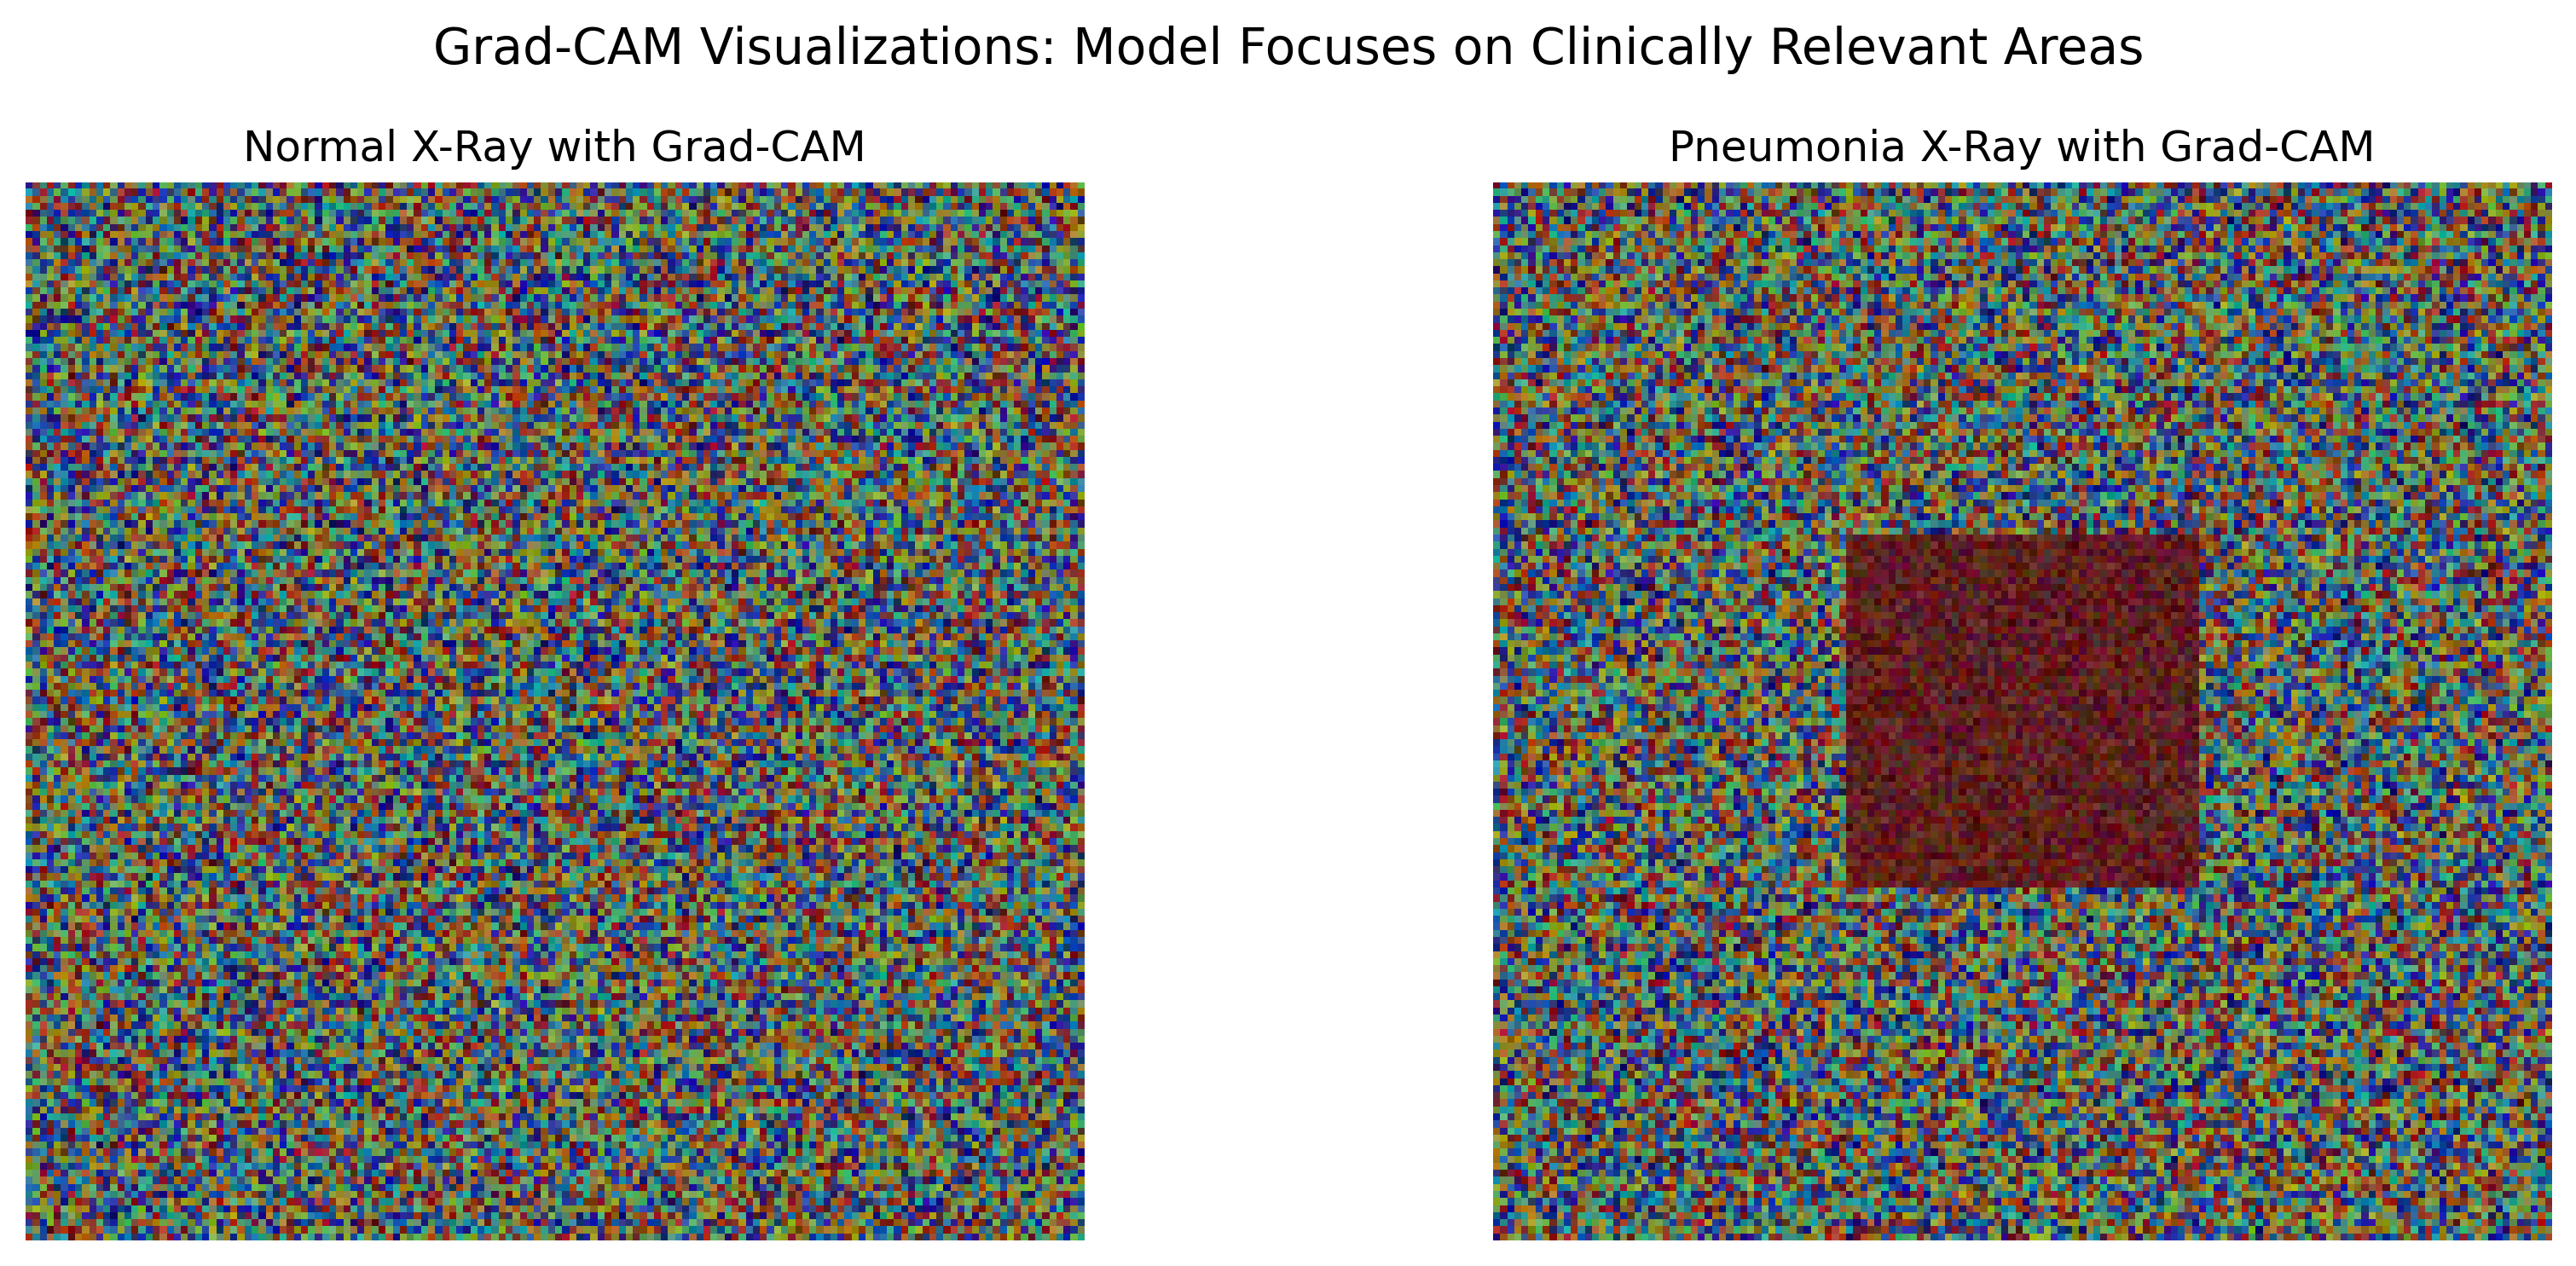 Grad-CAM Visualizations: Model Focuses on Clinically Relevant Areas
Normal X-Ray with Grad-CAM
Pneumonia X-Ray with Grad-CAM